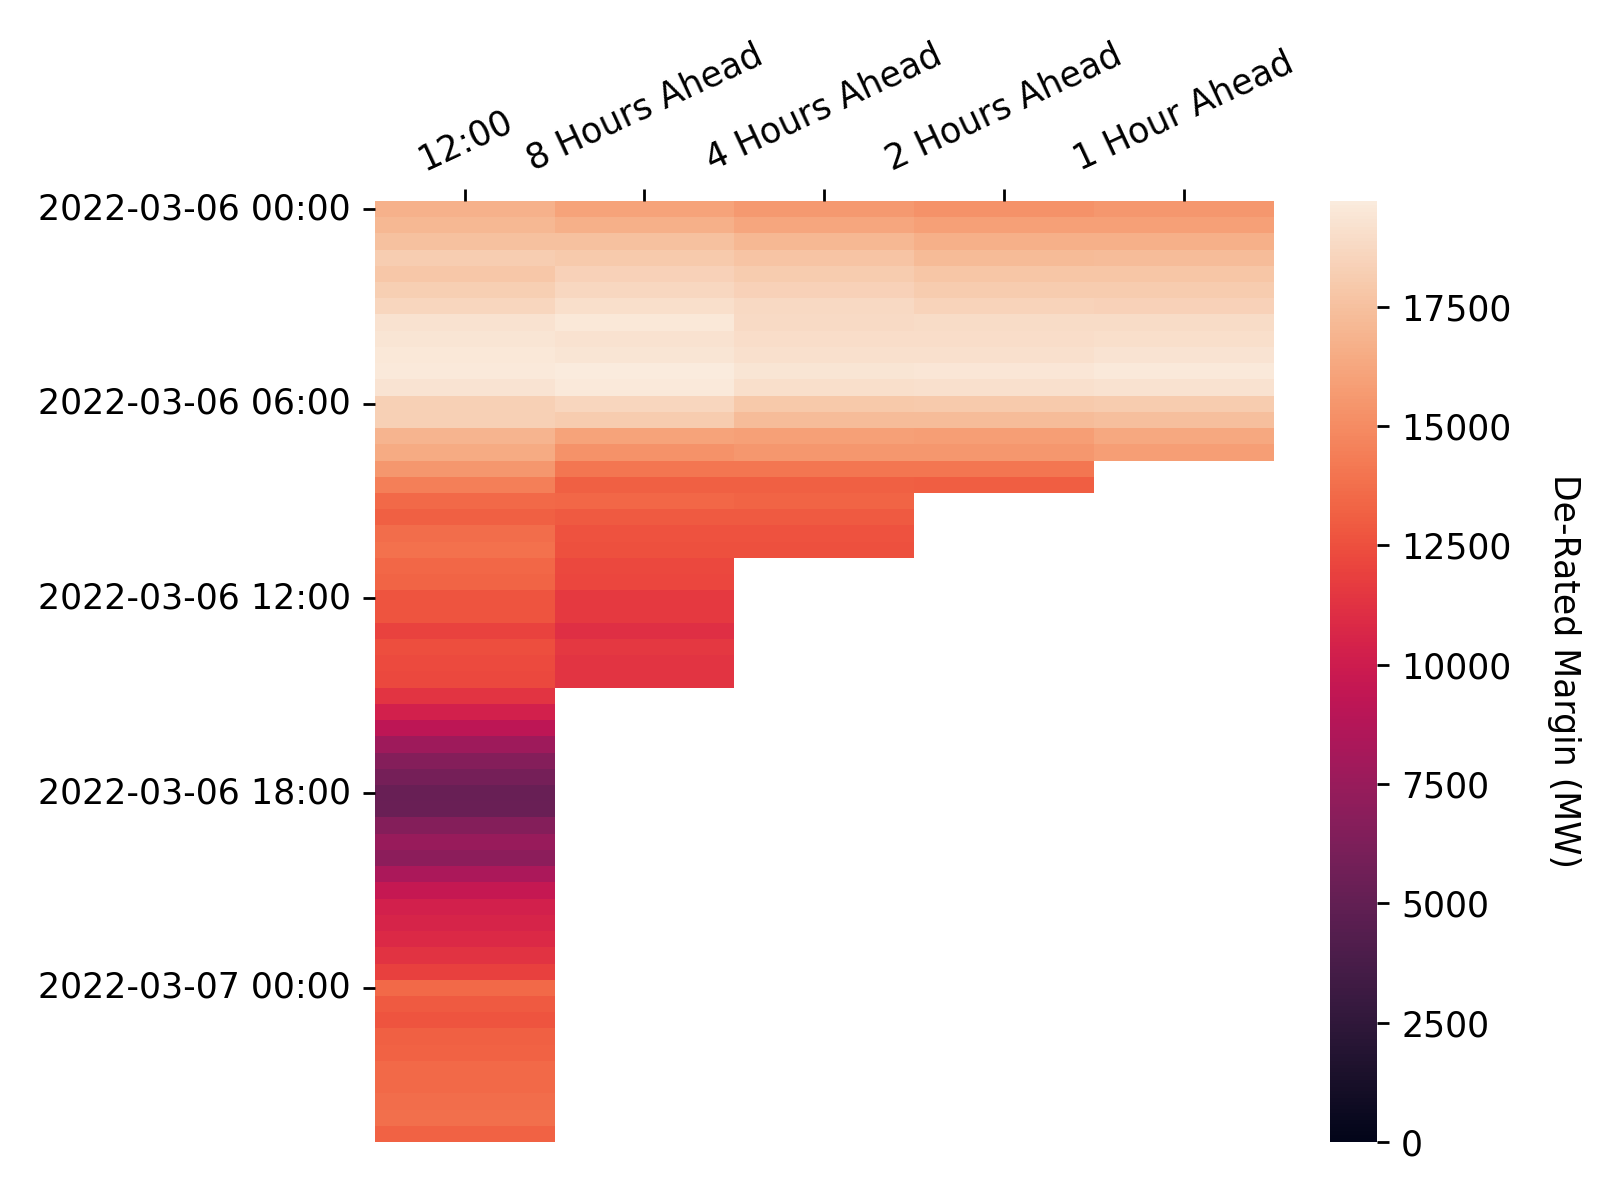 12:00
8 Hours Ahead
4 Hours Ahead
2 Hours Ahead
1 Hour Ahead
2022-03-06 00:00
2022-03-06 06:00
2022-03-06 12:00
2022-03-06 18:00
2022-03-07 00:00
17500
15000
12500
10000
7500
5000
2500
0
De-Rated Margin (MW)